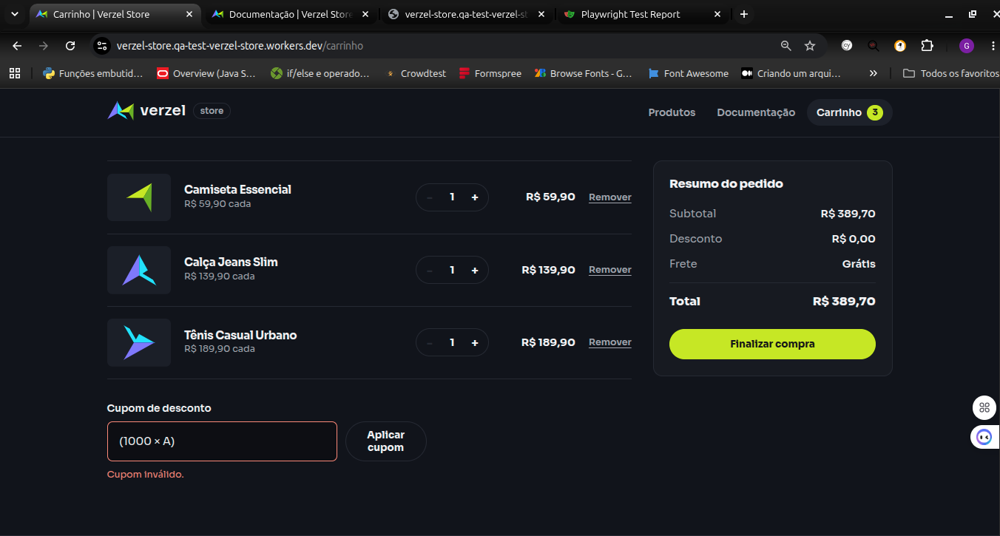 Carrinho | Verzel Store
Documentação | Verzel Store
verzel-store.qa-test-verzel-st
Playwright Test Report
verzel-store.qa-test-verzel-store.workers.dev/carrinho
G
Funções embutid...
Overview (Java S...
if/else e operado...
Crowdtest
Formspree
Browse Fonts - G...
Font Awesome
Criando um arqui...
Todos os favoritos
verzel
store
Produtos
Documentação
Carrinho 3
Camiseta Essencial
R$ 59,90 cada
− 1 +
R$ 59,90
Remover
Calça Jeans Slim
R$ 139,90 cada
− 1 +
R$ 139,90
Remover
Tênis Casual Urbano
R$ 189,90 cada
− 1 +
R$ 189,90
Remover
Cupom de desconto
(1000 × A)
Aplicar
cupom
Cupom inválido.
Resumo do pedido
Subtotal R$ 389,70
Desconto R$ 0,00
Frete Grátis
Total R$ 389,70
Finalizar compra